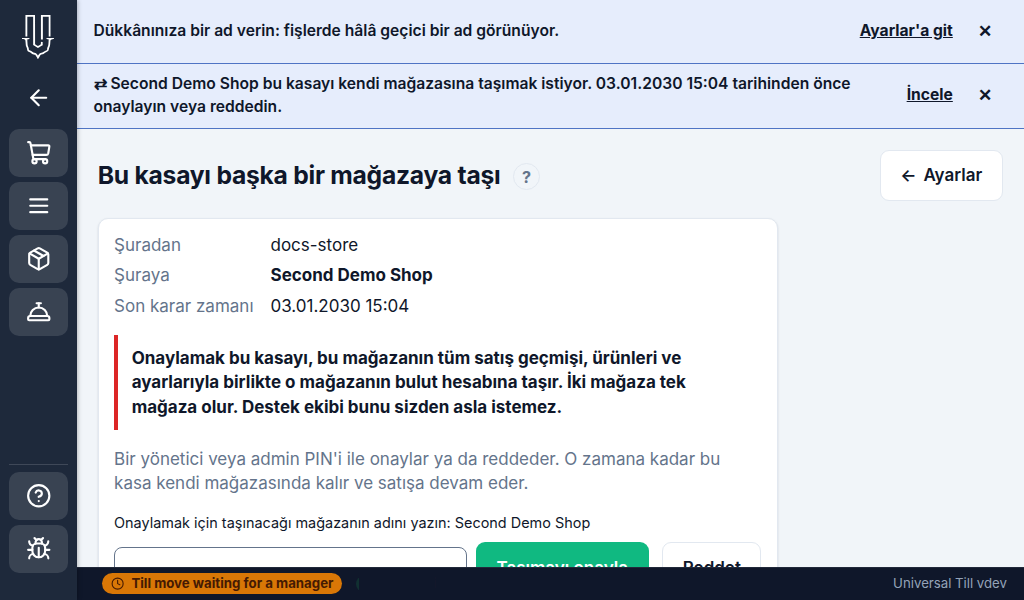 Dükkânınıza bir ad verin: fişlerde hâlâ geçici bir ad görünüyor.
Ayarlar'a git ✕
⇄ Second Demo Shop bu kasayı kendi mağazasına taşımak istiyor. 03.01.2030 15:04 tarihinden önce
onaylayın veya reddedin.
İncele ✕
Bu kasayı başka bir mağazaya taşı ?
← Ayarlar
Şuradan docs-store
Şuraya Second Demo Shop
Son karar zamanı 03.01.2030 15:04
Onaylamak bu kasayı, bu mağazanın tüm satış geçmişi, ürünleri ve
ayarlarıyla birlikte o mağazanın bulut hesabına taşır. İki mağaza tek
mağaza olur. Destek ekibi bunu sizden asla istemez.
Bir yönetici veya admin PIN'i ile onaylar ya da reddeder. O zamana kadar bu
kasa kendi mağazasında kalır ve satışa devam eder.
Onaylamak için taşınacağı mağazanın adını yazın: Second Demo Shop
Taşımayı onayla Reddet
Till move waiting for a manager
Universal Till vdev